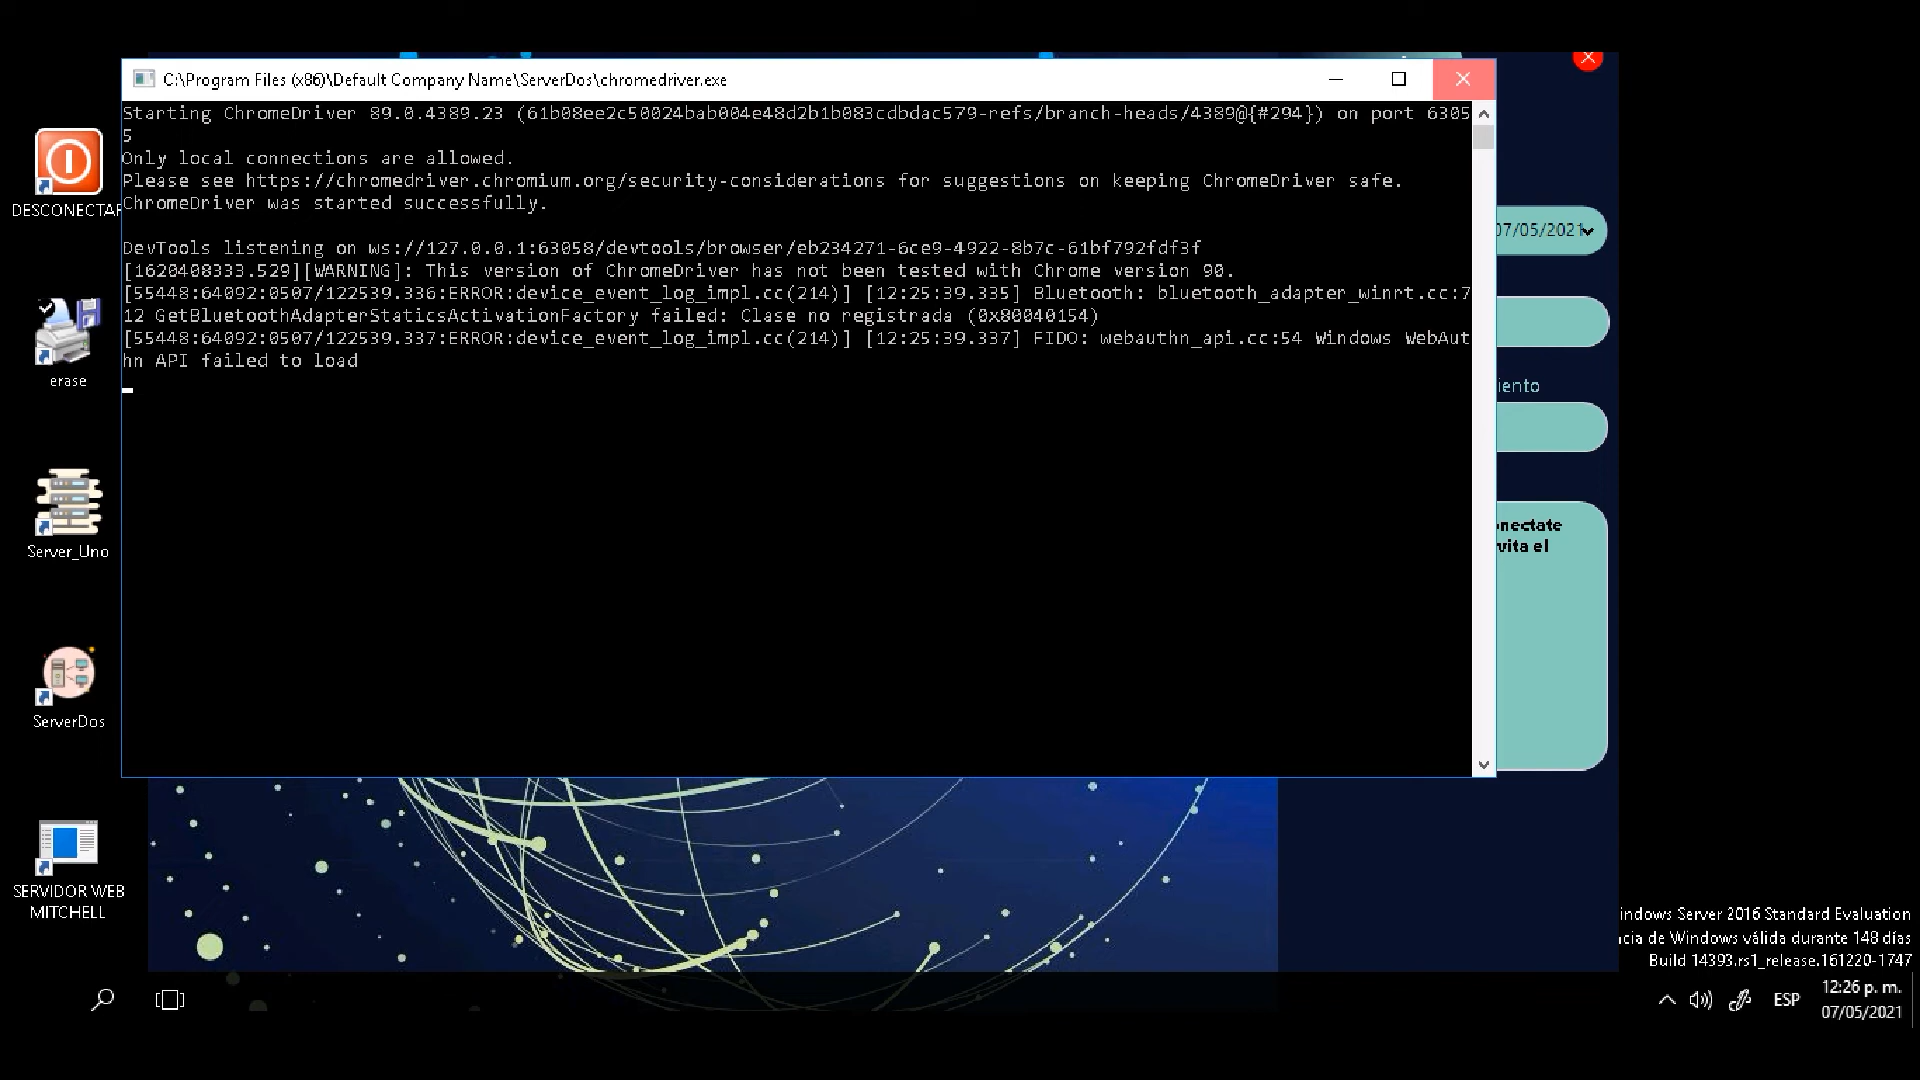 C:\Program Files (x86)\Default Company Name\ServerDos\chromedriver.exe
Starting ChromeDriver 89.0.4389.23 (61b08ee2c50024bab004e48d2b1b083cdbdac579-refs/branch-heads/4389@{#294}) on port 6305
5
Only local connections are allowed.
Please see https://chromedriver.chromium.org/security-considerations for suggestions on keeping ChromeDriver safe.
ChromeDriver was started successfully.
DevTools listening on ws://127.0.0.1:63058/devtools/browser/eb234271-6ce9-4922-8b7c-61bf792fdf3f
[1620408333.529][WARNING]: This version of ChromeDriver has not been tested with Chrome version 90.
[55448:64092:0507/122539.336:ERROR:device_event_log_impl.cc(214)] [12:25:39.335] Bluetooth: bluetooth_adapter_winrt.cc:7
12 GetBluetoothAdapterStaticsActivationFactory failed: Clase no registrada (0x80040154)
[55448:64092:0507/122539.337:ERROR:device_event_log_impl.cc(214)] [12:25:39.337] FIDO: webauthn_api.cc:54 Windows WebAut
hn API failed to load
DESCONECTAR
erase
Server_Uno
ServerDos
SERVIDOR WEB
MITCHELL
07/05/2021
iento
nectate
vita el
indows Server 2016 Standard Evaluation
cia de Windows válida durante 148 días
Build 14393.rs1_release.161220-1747
ESP
12:26 p. m.
07/05/2021